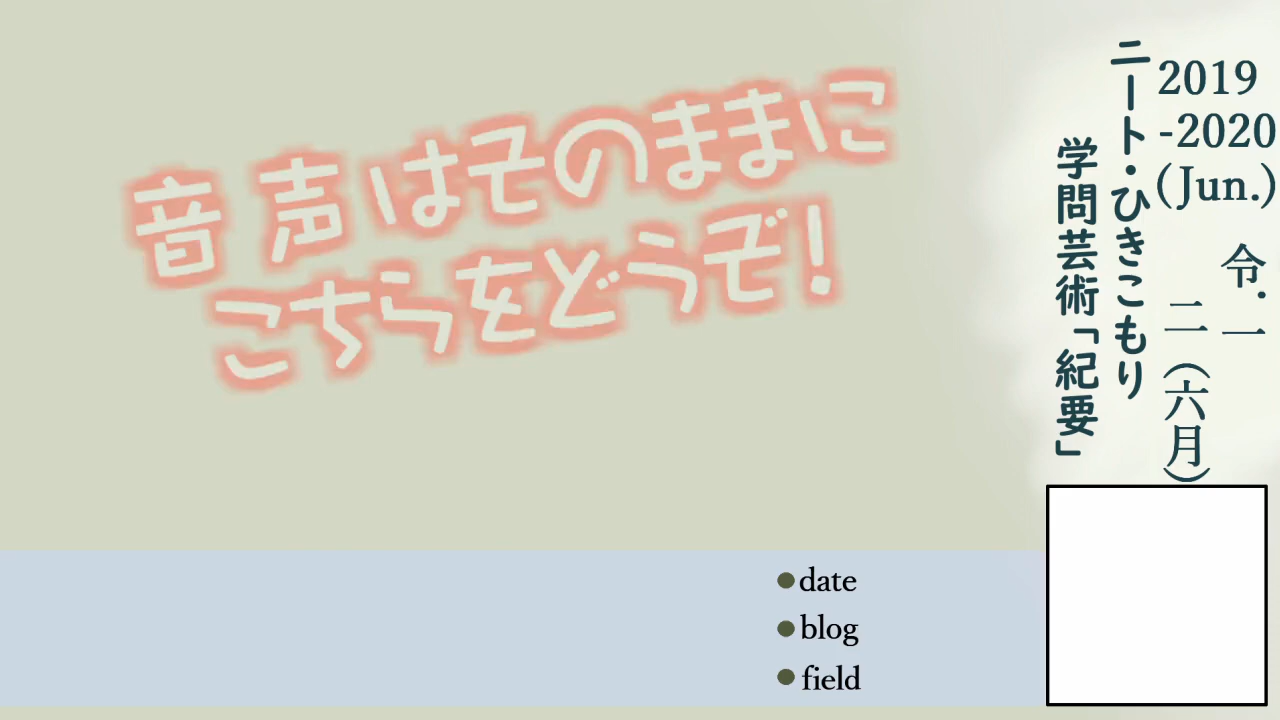 音声はそのままに
こちらをどうぞ!
2019
-2020
(Jun.)
令・一
二(六月)
ニート・ひきこもり
学問芸術「紀要」
●date
●blog
●field